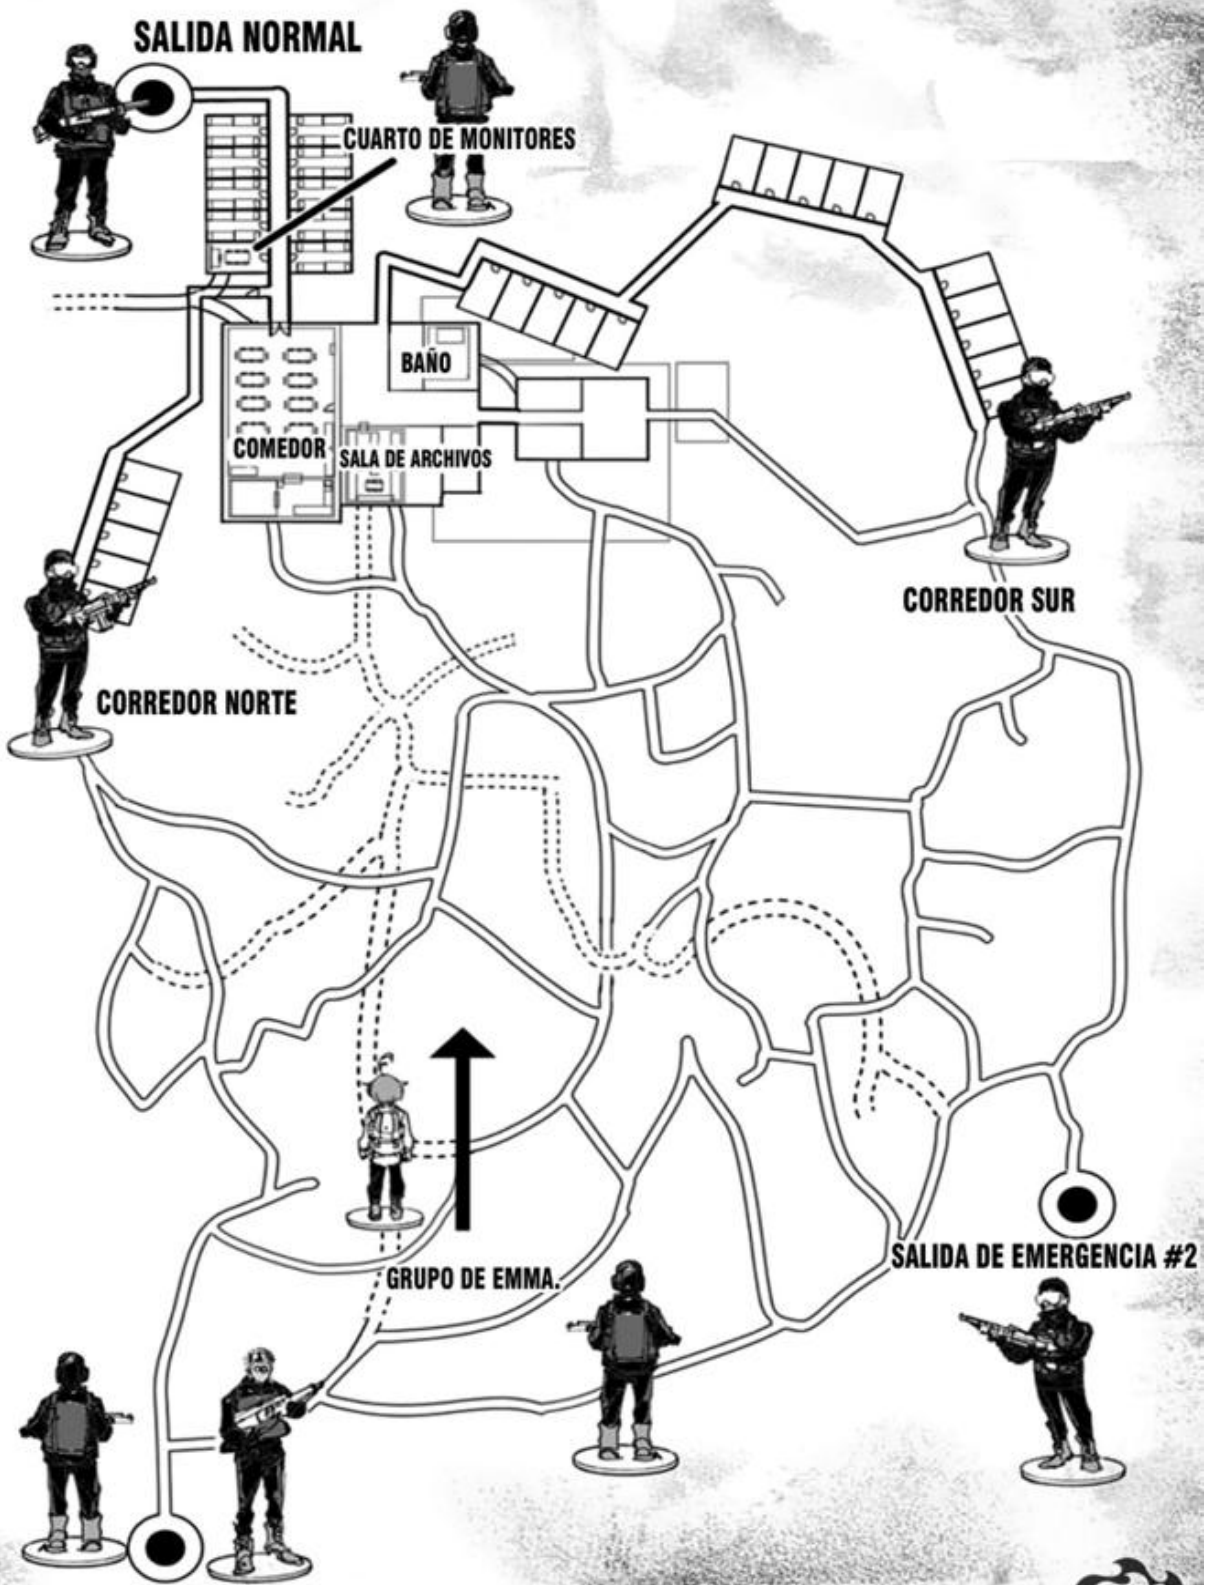 SALIDA NORMAL
CUARTO DE MONITORES
BAÑO
COMEDOR
SALA DE ARCHIVOS
CORREDOR SUR
CORREDOR NORTE
SALIDA DE EMERGENCIA #2
GRUPO DE EMMA.